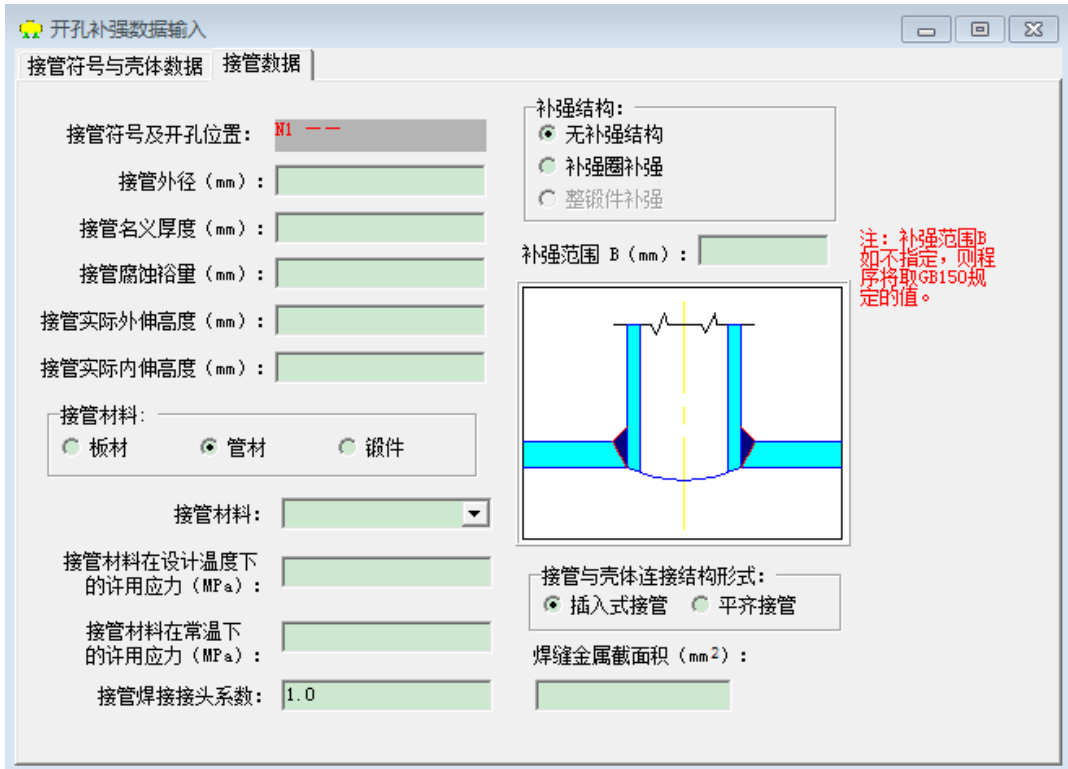 开孔补强数据输入
接管符号与壳体数据 接管数据
接管符号及开孔位置: N1 －－
接管外径 (mm) :
接管名义厚度 (mm) :
接管腐蚀裕量 (mm) :
接管实际外伸高度 (mm) :
接管实际内伸高度 (mm) :
接管材料:
板材 管材 锻件
接管材料:
接管材料在设计温度下
的许用应力 (MPa) :
接管材料在常温下
的许用应力 (MPa) :
接管焊接接头系数: 1.0
补强结构:
无补强结构
补强圈补强
整锻件补强
补强范围 B (mm) :
注: 补强范围B
如不指定，则程
序将取GB150规
定的值。
接管与壳体连接结构形式:
插入式接管 平齐接管
焊缝金属截面积 (mm²) :